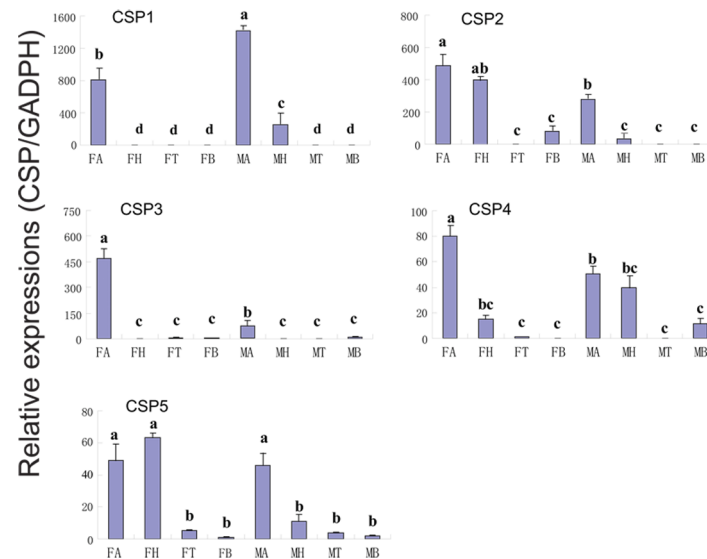 Relative expressions (CSP/GADPH)
CSP1
1600
1200
800
400
0
b d d d a c d d
FA FH FT FB MA MH MT MB
CSP2
800
600
400
200
0
a ab c c b c c c
FA FH FT FB MA MH MT MB
CSP3
750
600
450
300
150
0
a c c c b c c c
FA FH FT FB MA MH MT MB
CSP4
100
80
60
40
20
0
a bc c c b bc c c
FA FH FT FB MA MH MT MB
CSP5
80
60
40
20
0
a a b b a b b b
FA FH FT FB MA MH MT MB